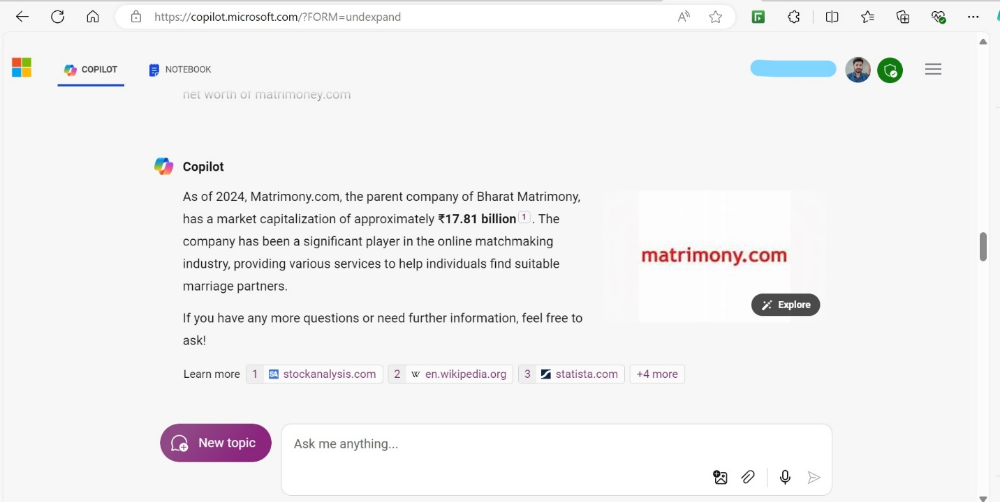 https://copilot.microsoft.com/?FORM=undexpand
COPILOT
NOTEBOOK
net worth of matrimoney.com
Copilot
As of 2024, Matrimony.com, the parent company of Bharat Matrimony,
has a market capitalization of approximately ₹17.81 billion 1 . The
company has been a significant player in the online matchmaking
industry, providing various services to help individuals find suitable
marriage partners.
matrimony.com
Explore
If you have any more questions or need further information, feel free to
ask!
Learn more 1 SA stockanalysis.com 2 W en.wikipedia.org 3 statista.com +4 more
New topic
Ask me anything...